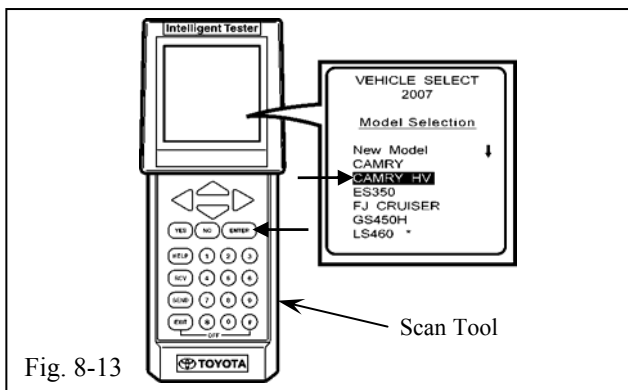 Intelligent Tester
VEHICLE SELECT
2007
Model Selection
New Model
CAMRY
CAMRY HV
ES350
FJ CRUISER
GS450H
LS460 *
YES NO ENTER
HELP 1 2 3
RCV 4 5 6
SEND 7 8 9
EXIT * 0 #
OFF
TOYOTA
Scan Tool
Fig. 8-13